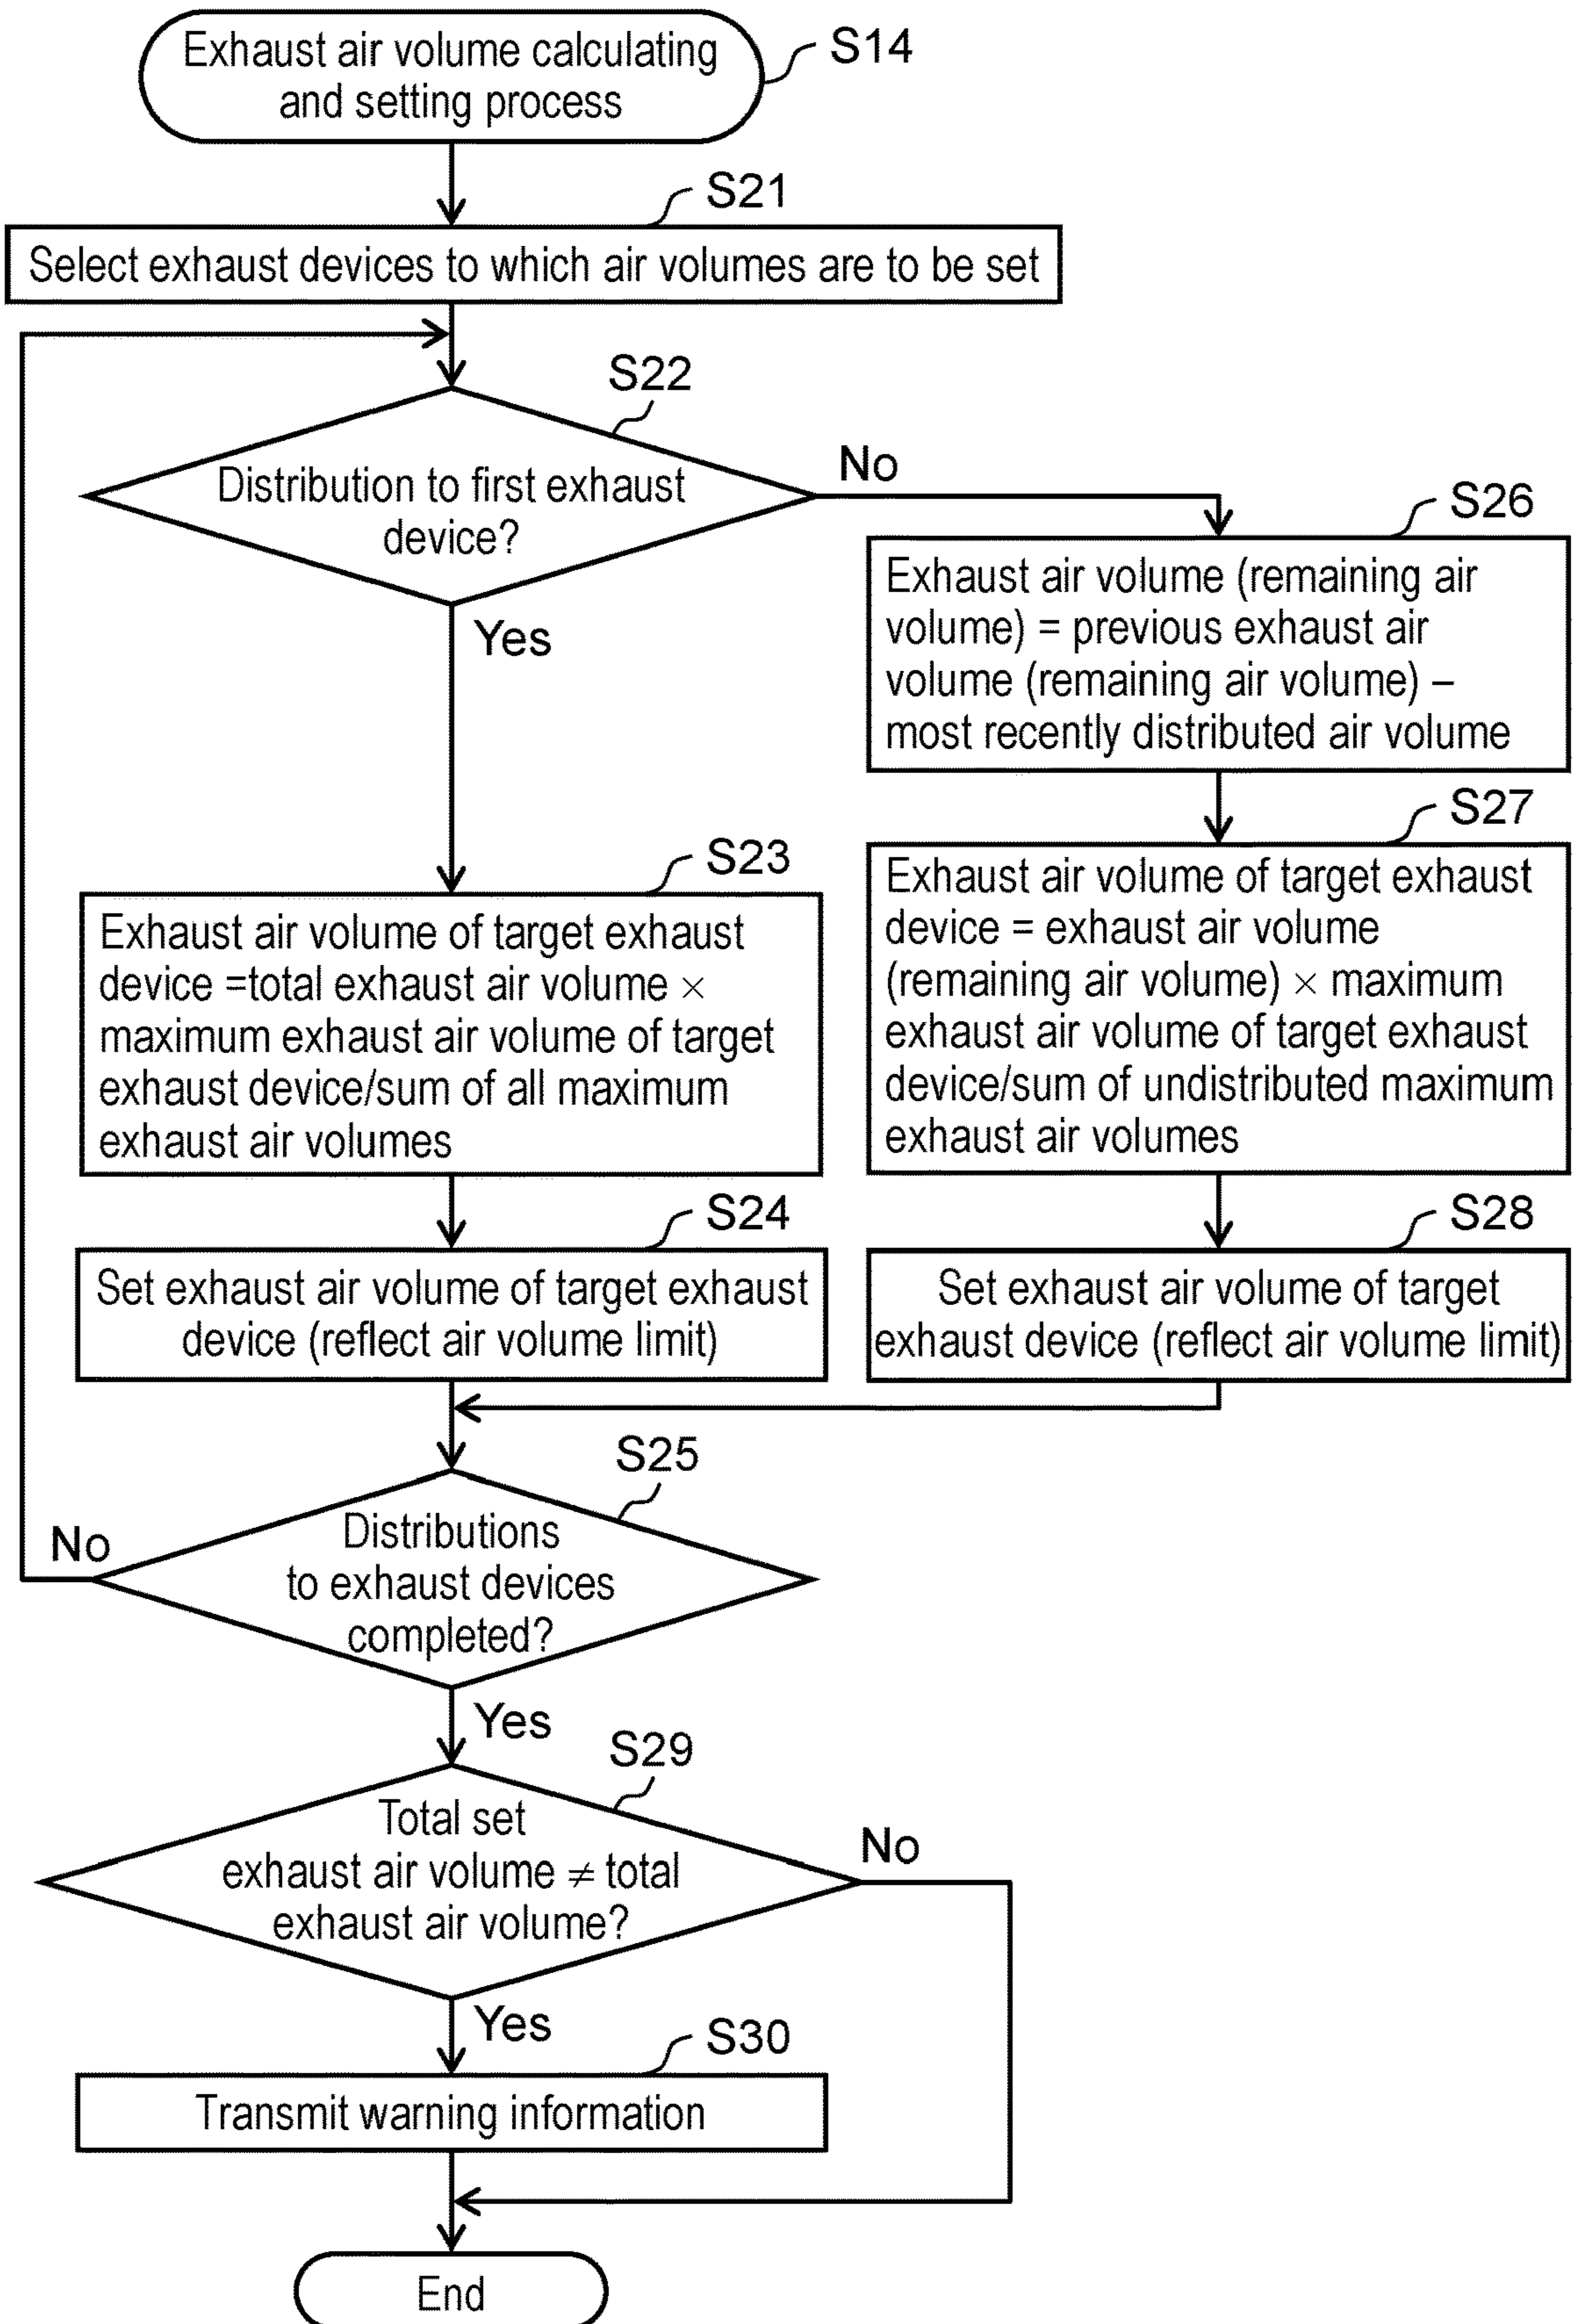 Exhaust air volume calculating
and setting process
S14
S21
Select exhaust devices to which air volumes are to be set
S22
Distribution to first exhaust
device?
No
Yes
S26
Exhaust air volume (remaining air
volume) = previous exhaust air
volume (remaining air volume) –
most recently distributed air volume
S23
Exhaust air volume of target exhaust
device =total exhaust air volume ×
maximum exhaust air volume of target
exhaust device/sum of all maximum
exhaust air volumes
S27
Exhaust air volume of target exhaust
device = exhaust air volume
(remaining air volume) × maximum
exhaust air volume of target exhaust
device/sum of undistributed maximum
exhaust air volumes
S24
Set exhaust air volume of target exhaust
device (reflect air volume limit)
S28
Set exhaust air volume of target
exhaust device (reflect air volume limit)
S25
Distributions
to exhaust devices
completed?
No
Yes
S29
Total set
exhaust air volume ≠ total
exhaust air volume?
No
Yes
S30
Transmit warning information
End